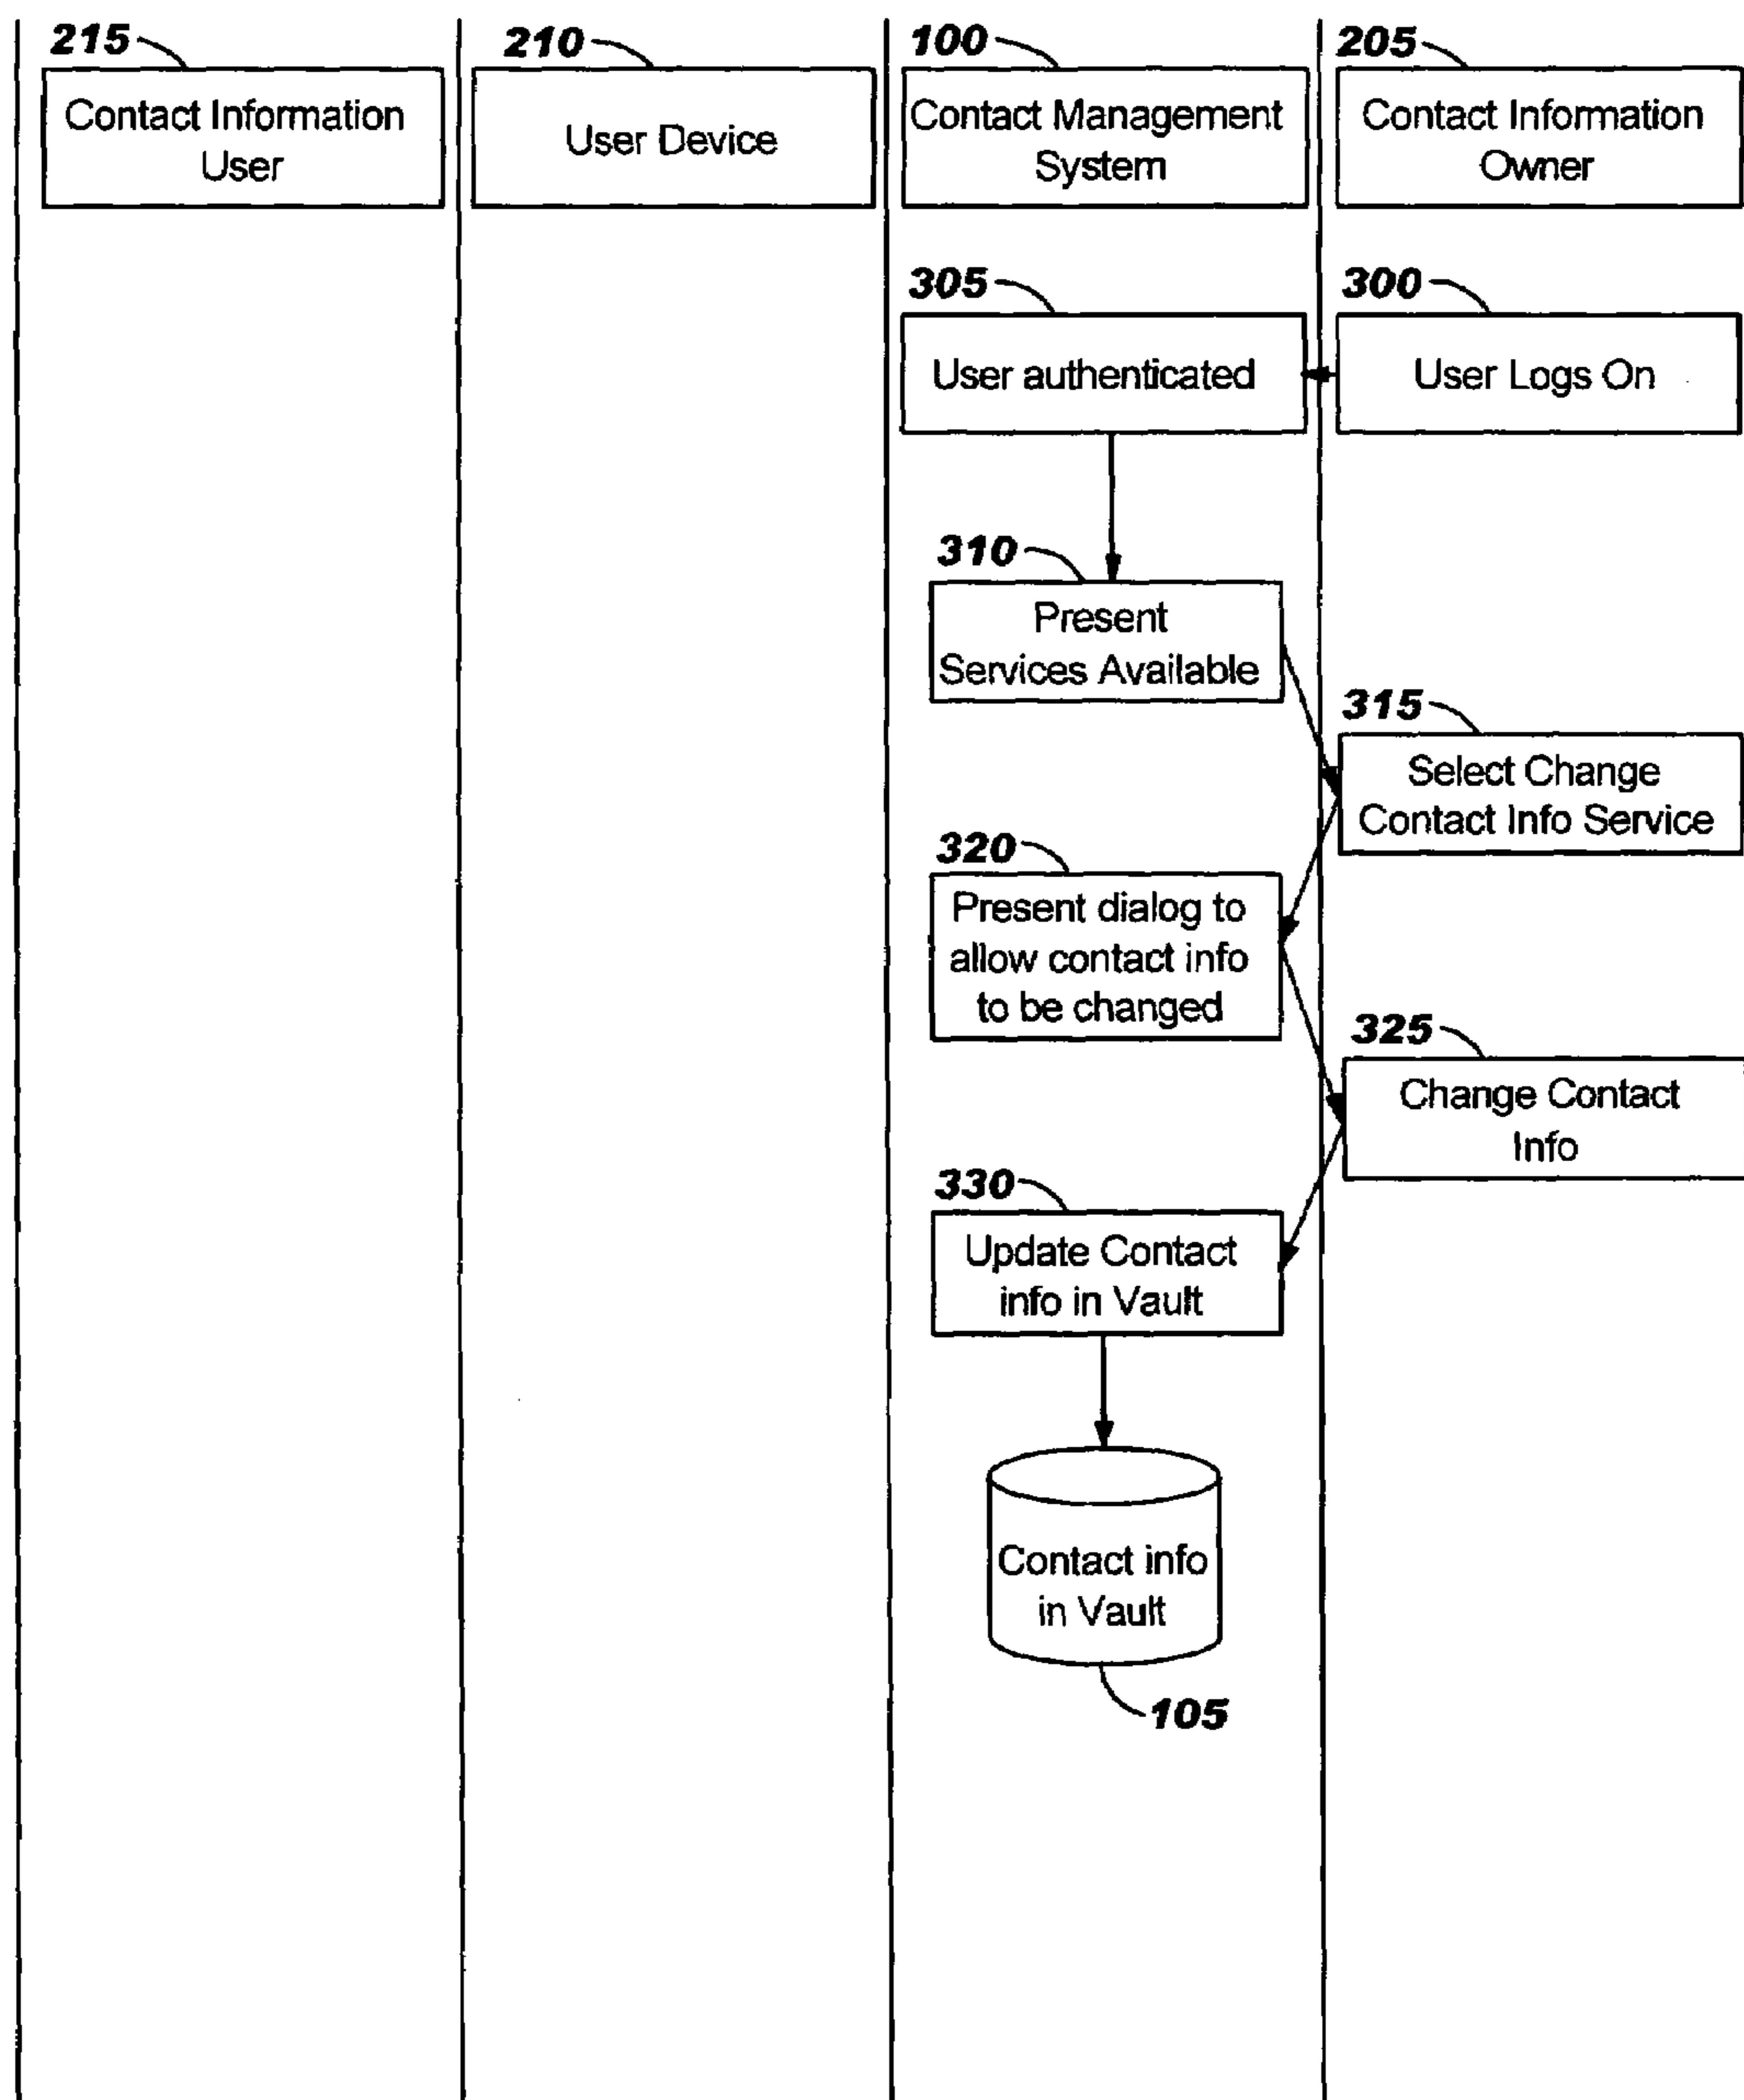 215
210
100
205
Contact Information
User
User Device
Contact Management
System
Contact Information
Owner
305
300
User authenticated
User Logs On
310
Present
Services Available
315
Select Change
Contact Info Service
320
Present dialog to
allow contact info
to be changed
325
Change Contact
Info
330
Update Contact
info in Vault
Contact info
in Vault
105